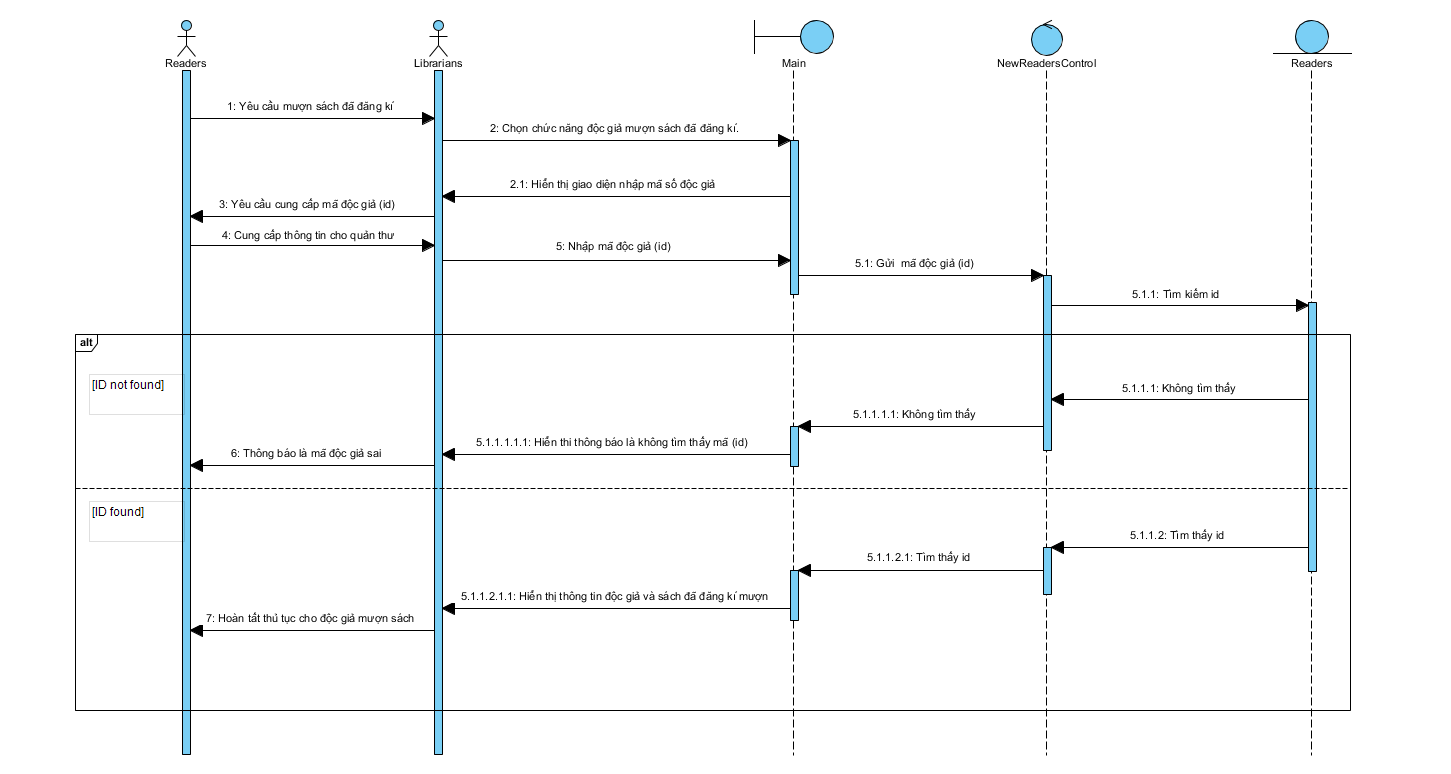 Readers
Librarians
Main
NewReadersControl
Readers
1: Yêu cầu mượn sách đã đăng kí
2: Chọn chức năng độc giả mượn sách đã đăng kí.
2.1: Hiển thị giao diện nhập mã số độc giả
3: Yêu cầu cung cấp mã độc giả (id)
4: Cung cấp thông tin cho quản thư
5: Nhập mã độc giả (id)
5.1: Gửi  mã độc giả (id)
5.1.1: Tìm kiếm id
alt
[ID not found]
5.1.1.1: Không tìm thấy
5.1.1.1.1: Không tìm thấy
5.1.1.1.1.1: Hiển thi thông báo là không tìm thấy mã (id)
6: Thông báo là mã độc giả sai
[ID found]
5.1.1.2: Tìm thấy id
5.1.1.2.1: Tìm thấy id
5.1.1.2.1.1: Hiển thị thông tin độc giả và sách đã đăng kí mượn
7: Hoàn tất thủ tục cho độc giả mượn sách